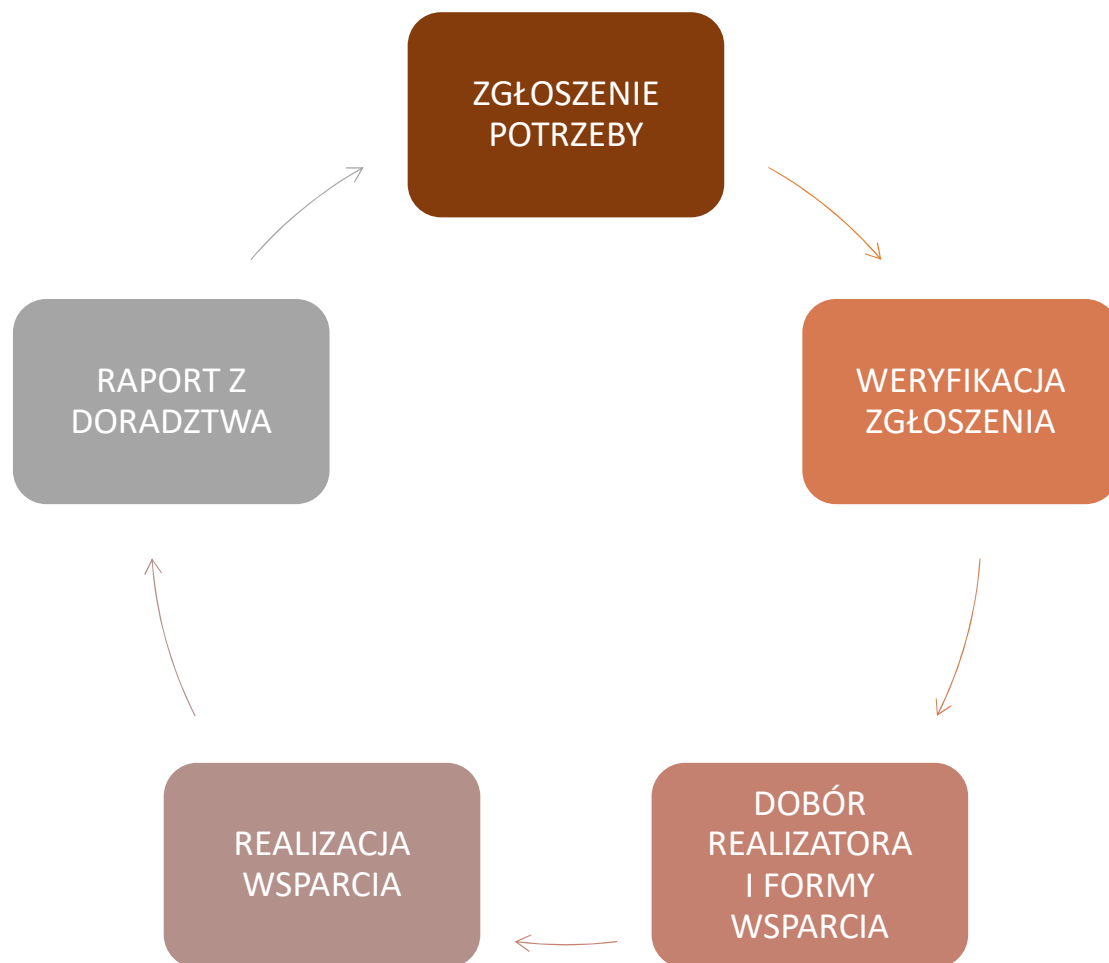 ZGŁOSZENIE
POTRZEBY
WERYFIKACJA
ZGŁOSZENIA
DOBÓR
REALIZATORA
I FORMY
WSPARCIA
REALIZACJA
WSPARCIA
RAPORT Z
DORADZTWA